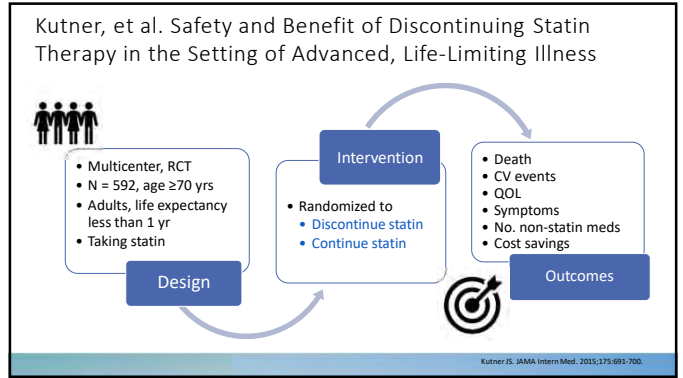 Kutner, et al. Safety and Benefit of Discontinuing Statin
Therapy in the Setting of Advanced, Life-Limiting Illness
• Multicenter, RCT
• N = 592, age ≥70 yrs
• Adults, life expectancy
less than 1 yr
• Taking statin
Design
Intervention
• Randomized to
• Discontinue statin
• Continue statin
• Death
• CV events
• QOL
• Symptoms
• No. non-statin meds
• Cost savings
Outcomes
Kutner JS. JAMA Intern Med. 2015;175:691-700.